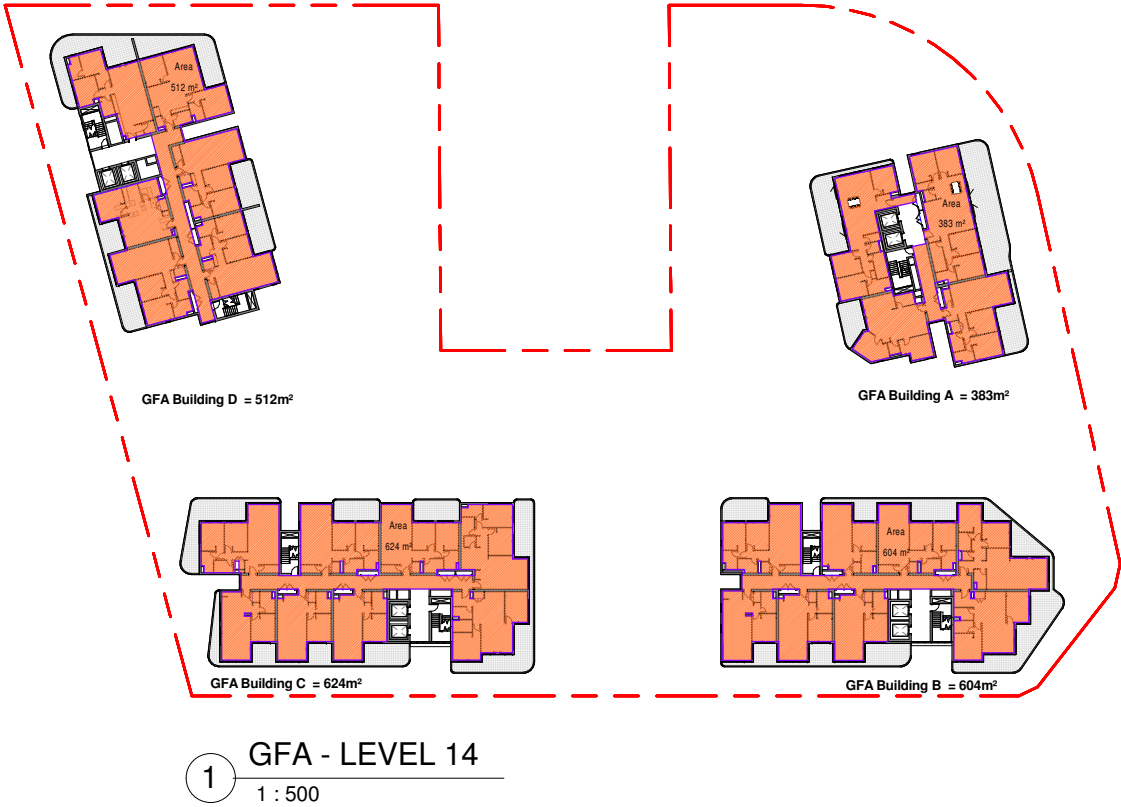 Area
512 m²
Area
383 m²
GFA Building D = 512m²
GFA Building A = 383m²
Area
624 m²
Area
604 m²
GFA Building C = 624m²
GFA Building B = 604m²
1
GFA - LEVEL 14
1 : 500